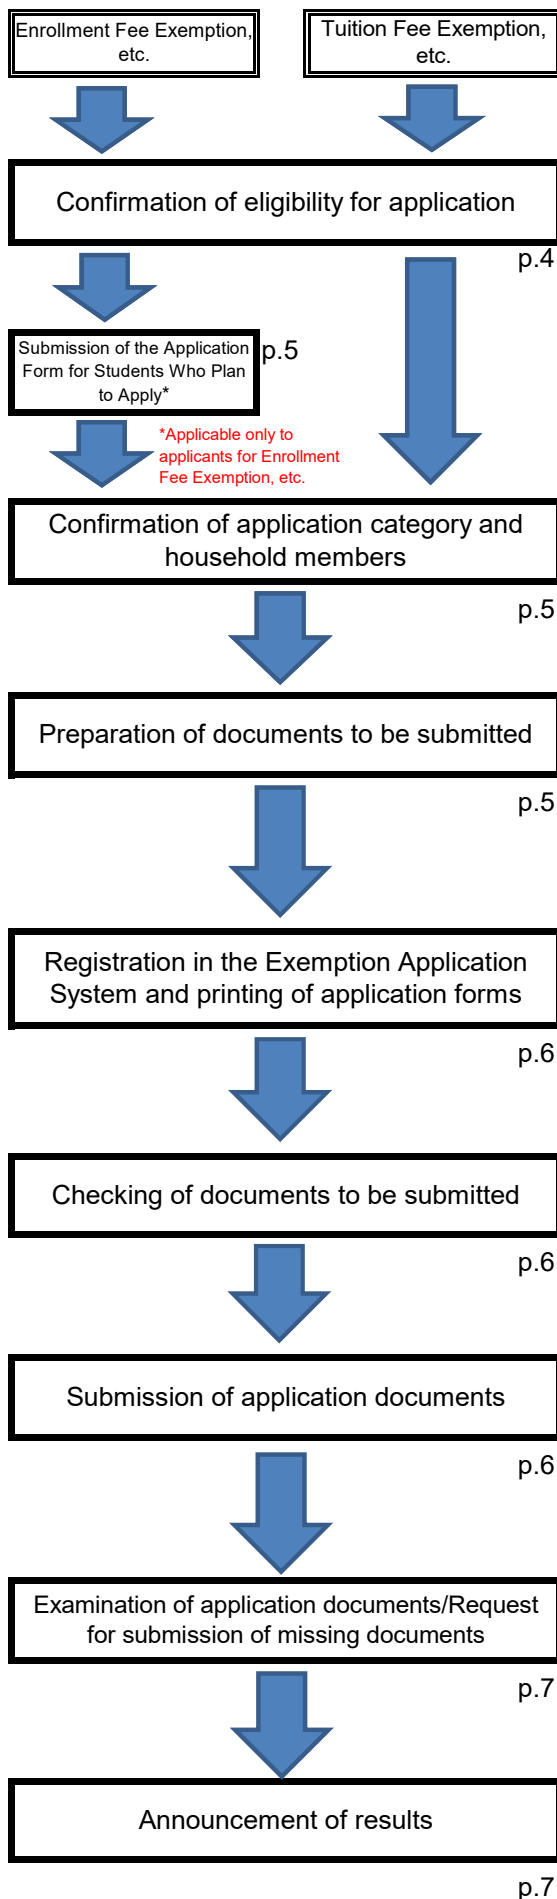 Enrollment Fee Exemption,
etc.
Tuition Fee Exemption,
etc.
Confirmation of eligibility for application
p.4
Submission of the Application
Form for Students Who Plan
to Apply*
p.5
*Applicable only to
applicants for Enrollment
Fee Exemption, etc.
Confirmation of application category and
household members
p.5
Preparation of documents to be submitted
p.5
Registration in the Exemption Application
System and printing of application forms
p.6
Checking of documents to be submitted
p.6
Submission of application documents
p.6
Examination of application documents/Request
for submission of missing documents
p.7
Announcement of results
p.7